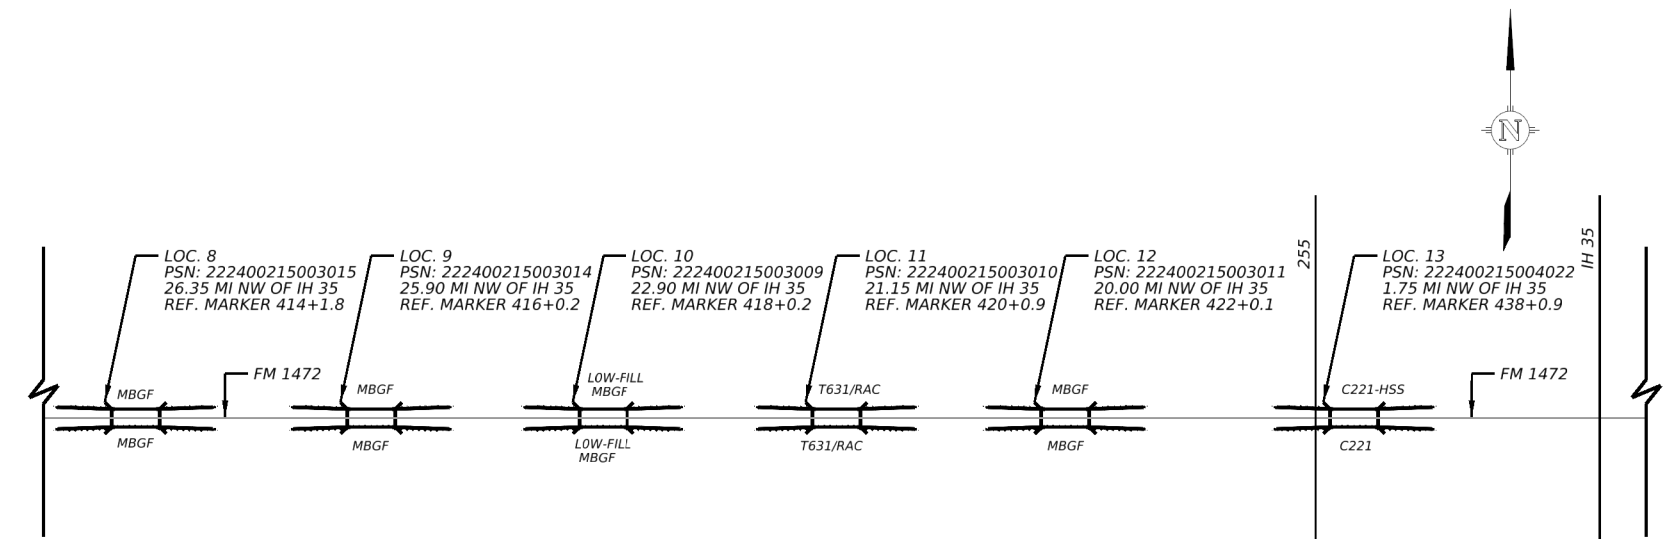 N
LOC. 8
PSN: 222400215003015
26.35 MI NW OF IH 35
REF. MARKER 414+1.8
LOC. 9
PSN: 222400215003014
25.90 MI NW OF IH 35
REF. MARKER 416+0.2
LOC. 10
PSN: 222400215003009
22.90 MI NW OF IH 35
REF. MARKER 418+0.2
LOC. 11
PSN: 222400215003010
21.15 MI NW OF IH 35
REF. MARKER 420+0.9
LOC. 12
PSN: 222400215003011
20.00 MI NW OF IH 35
REF. MARKER 422+0.1
255
LOC. 13
PSN: 222400215004022
1.75 MI NW OF IH 35
REF. MARKER 438+0.9
IH 35
MBGF
FM 1472
MBGF
L0W-FILL
MBGF
T631/RAC
MBGF
C221-HSS
FM 1472
MBGF
MBGF
L0W-FILL
MBGF
T631/RAC
MBGF
C221